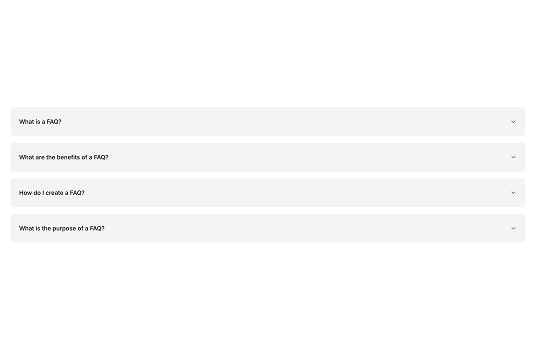 What is a FAQ?
What are the benefits of a FAQ?
How do I create a FAQ?
What is the purpose of a FAQ?